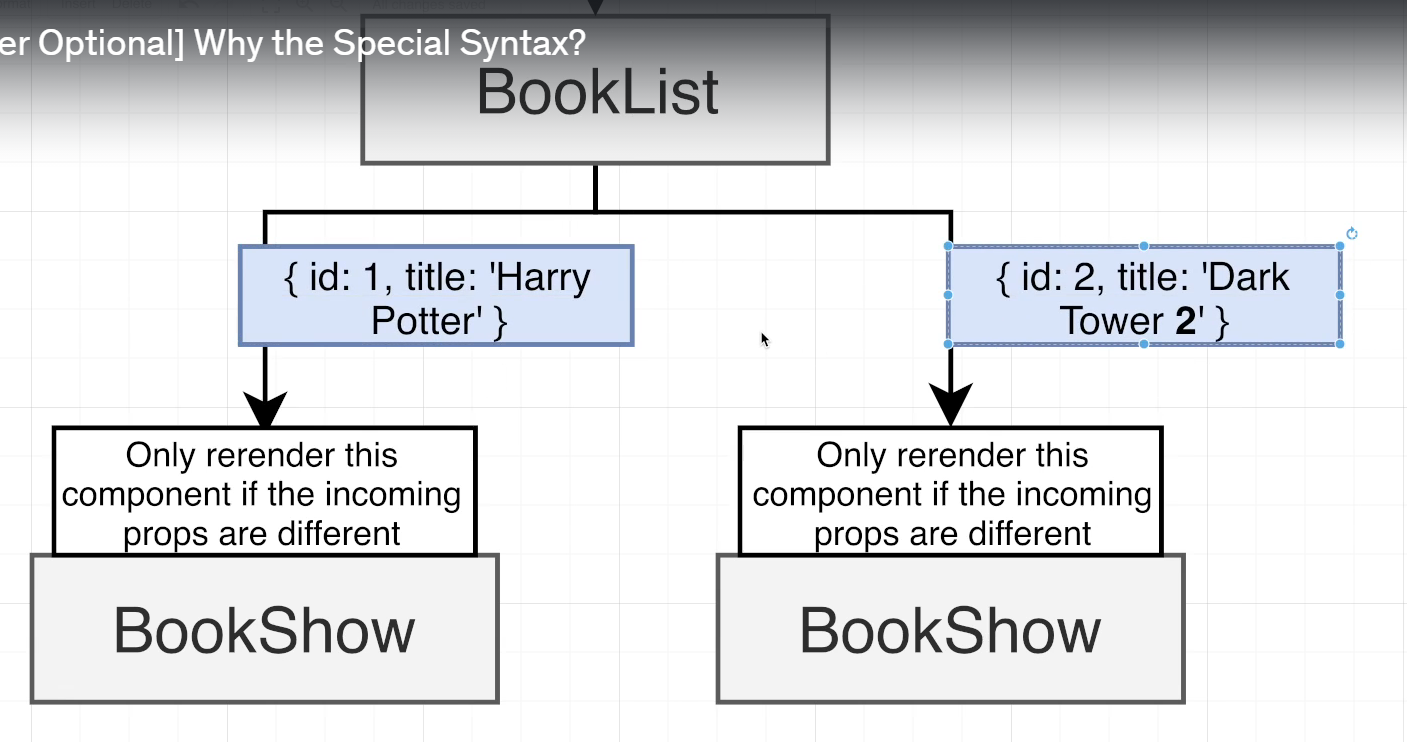 er Optional] Why the Special Syntax?
BookList
{ id: 1, title: 'Harry
Potter' }
{ id: 2, title: 'Dark
Tower 2' }
Only rerender this
component if the incoming
props are different
Only rerender this
component if the incoming
props are different
BookShow
BookShow